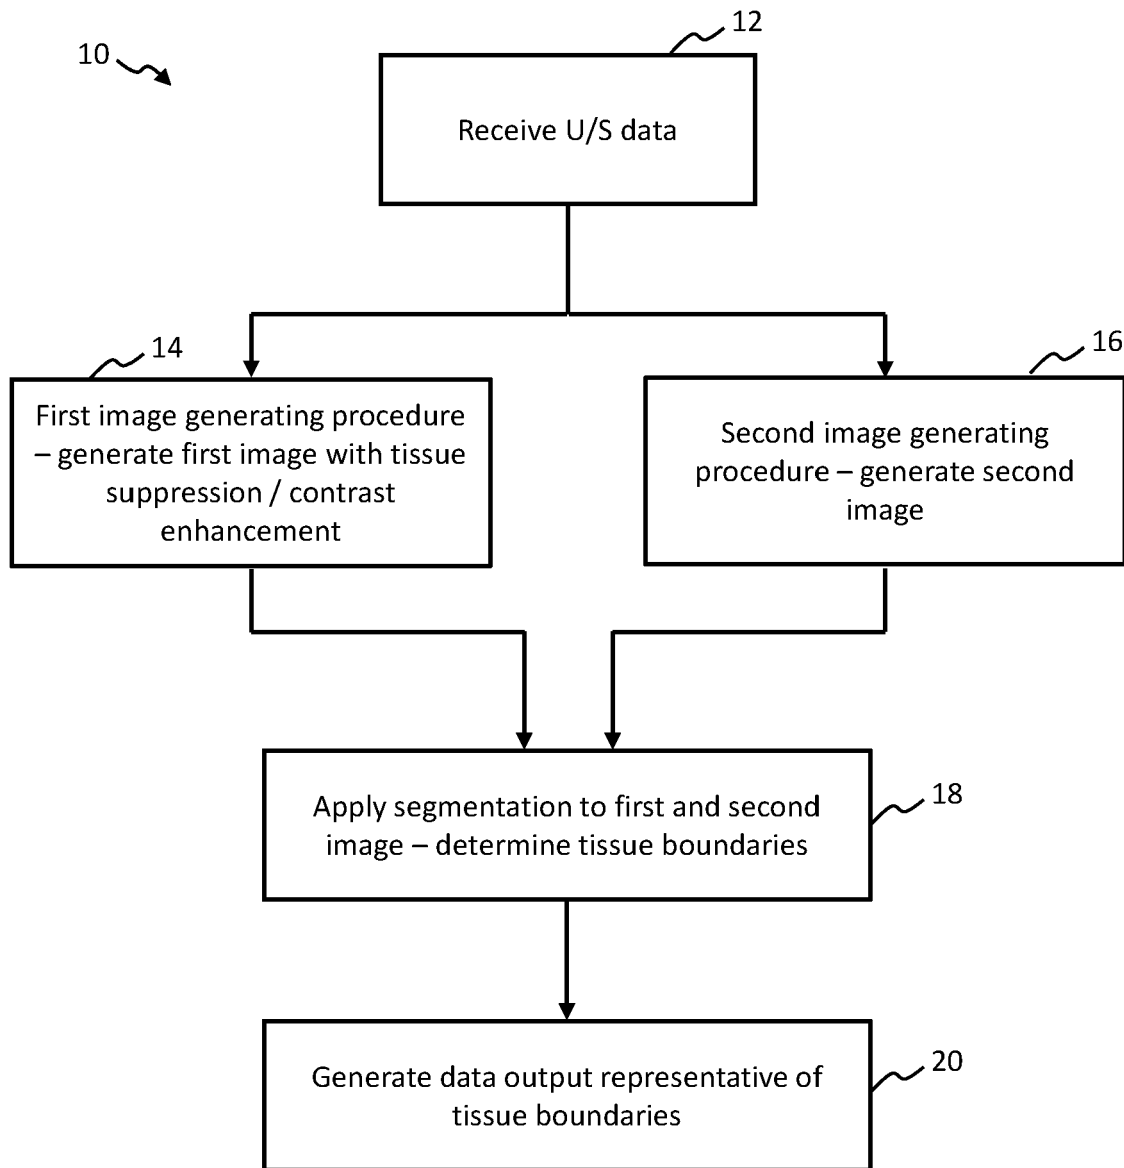 12
10
Receive U/S data
14
16
First image generating procedure
– generate first image with tissue
suppression / contrast
enhancement
Second image generating
procedure – generate second
image
Apply segmentation to first and second
image – determine tissue boundaries
18
Generate data output representative of
tissue boundaries
20